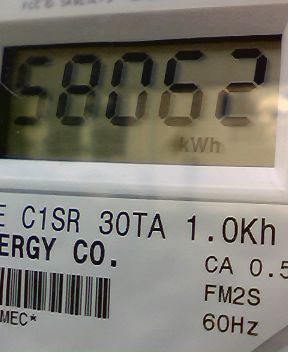 58062
kWh
C1SR 30TA 1.0Kh
ERGY CO.
CA 0.5
FM2S
MEC*
60Hz